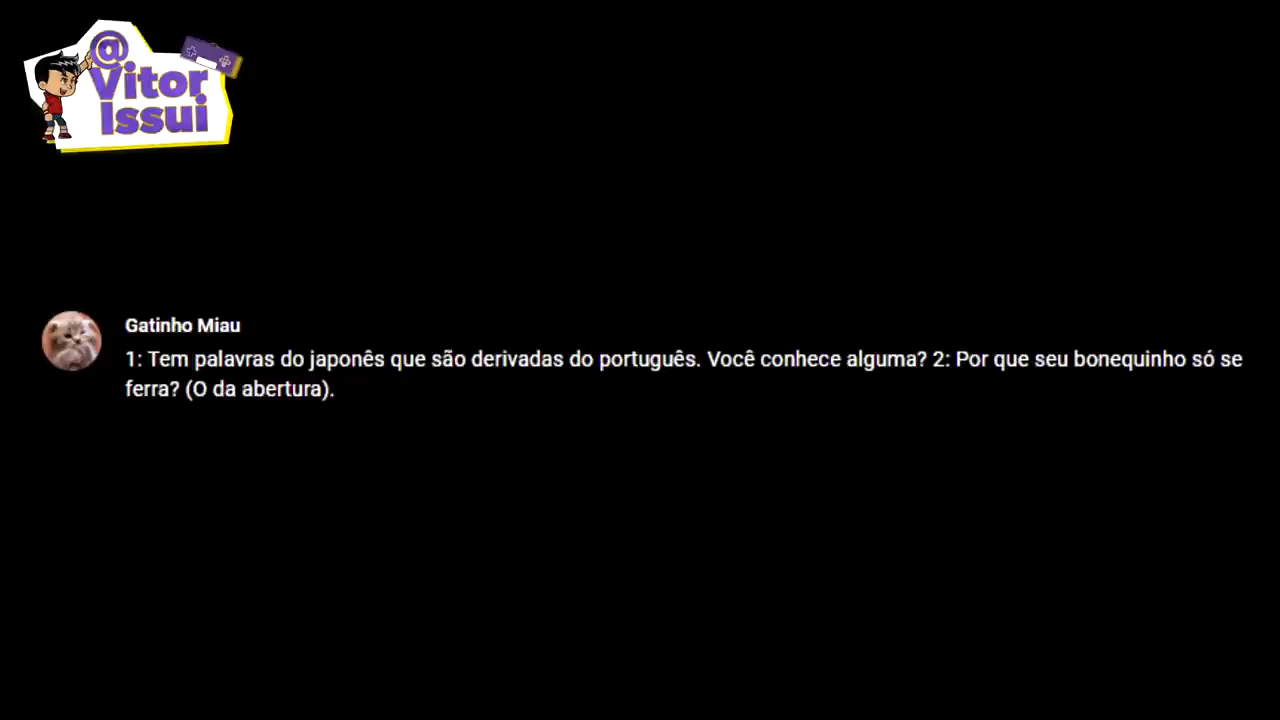 @
Vitor
Issui
Gatinho Miau
1: Tem palavras do japonês que são derivadas do português. Você conhece alguma? 2: Por que seu bonequinho só se
ferra? (O da abertura).